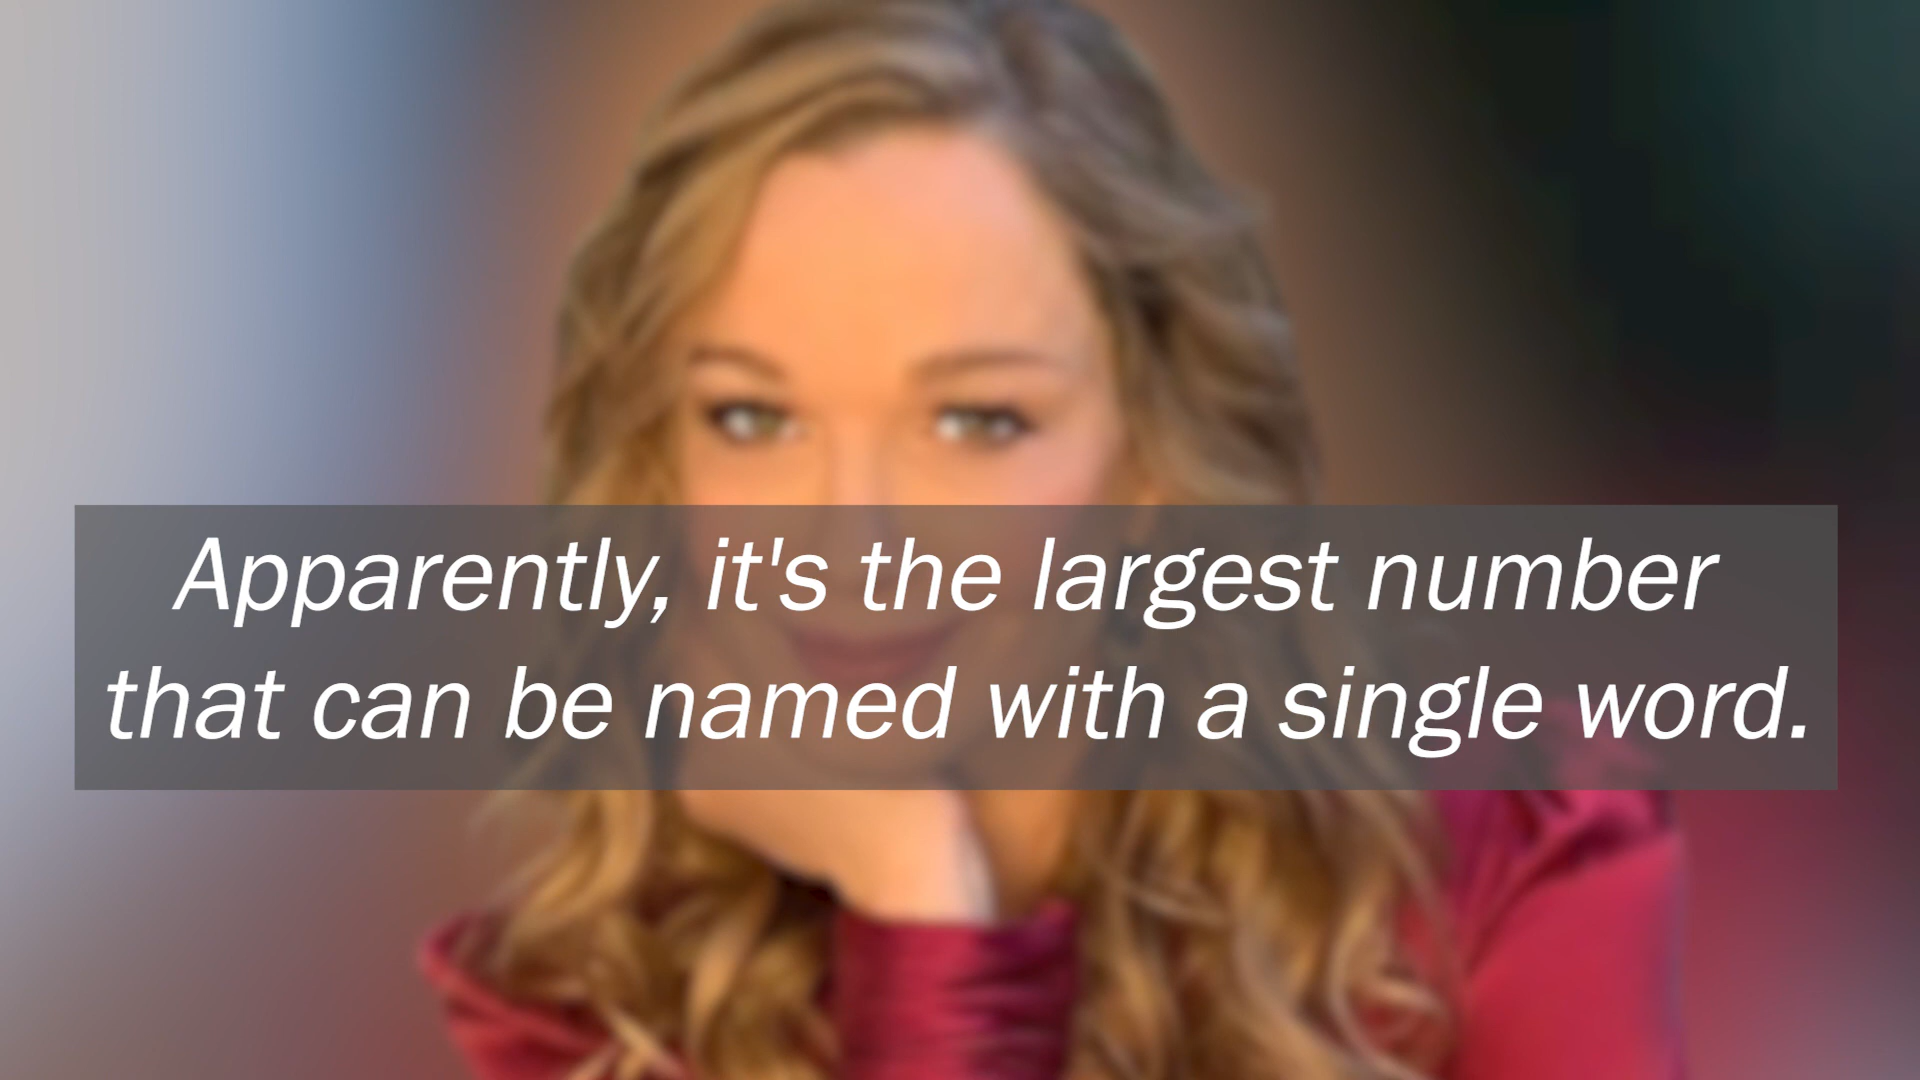 Apparently, it's the largest number
that can be named with a single word.